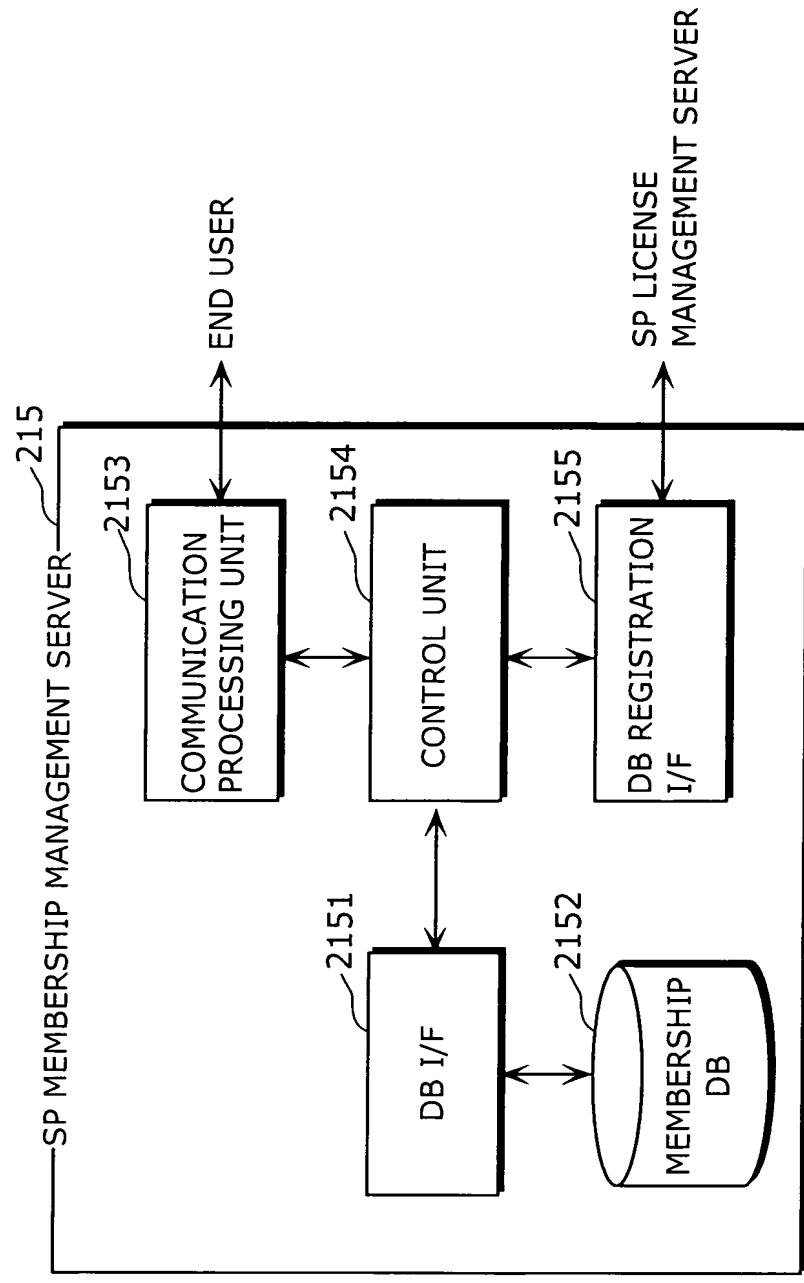 SP MEMBERSHIP MANAGEMENT SERVER
215
2153
COMMUNICATION
PROCESSING UNIT
END USER
2151
DB I/F
2154
CONTROL UNIT
2152
MEMBERSHIP
DB
2155
DB REGISTRATION
I/F
SP LICENSE
MANAGEMENT SERVER